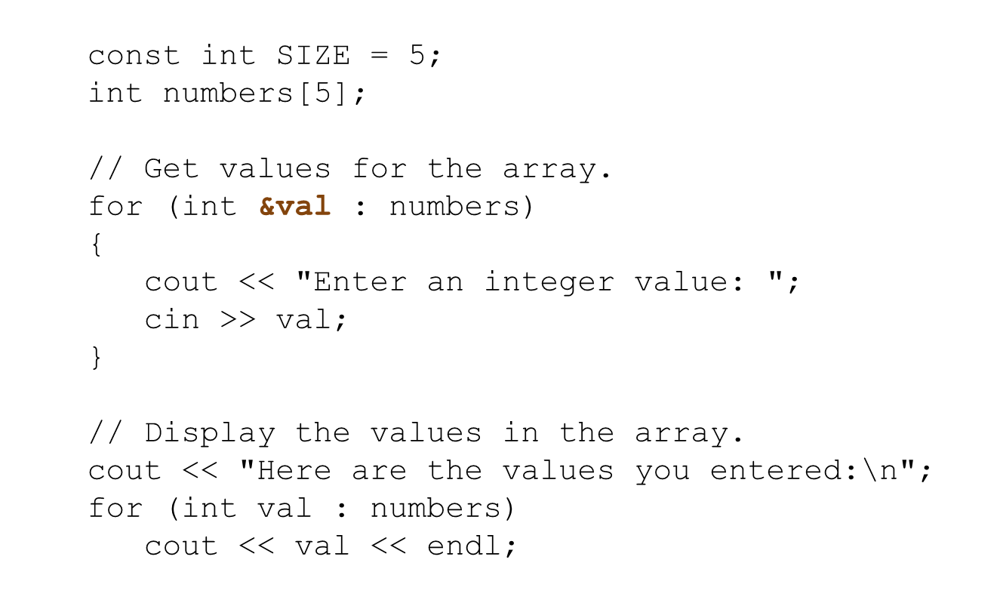 const int SIZE = 5;
int numbers[5];
// Get values for the array.
for (int &val : numbers)
{
   cout << "Enter an integer value: ";
   cin >> val;
}
// Display the values in the array.
cout << "Here are the values you entered:\n";
for (int val : numbers)
   cout << val << endl;